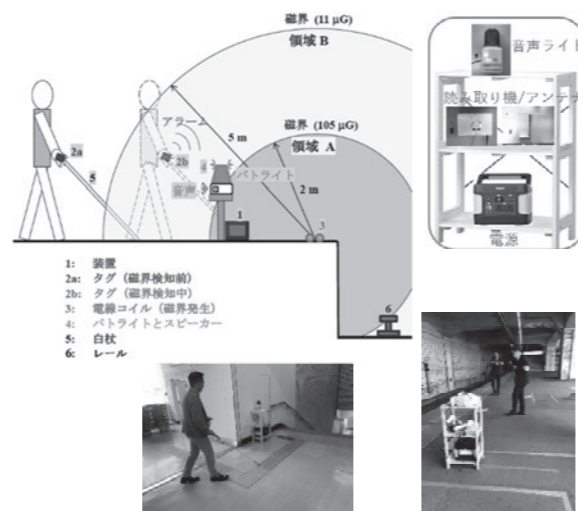 磁界 (11 μG)
領域 B
音声ライト
読み取り機/アンテナ
電源
磁界 (105 μG)
領域 A
アラーム
5 m
2 m
2a
2b
4
パトライト
音声
5
1
3
6
1: 装置
2a: タグ (磁界検知前)
2b: タグ (磁界検知中)
3: 電線コイル (磁界発生)
4: パトライトとスピーカー
5: 白杖
6: レール